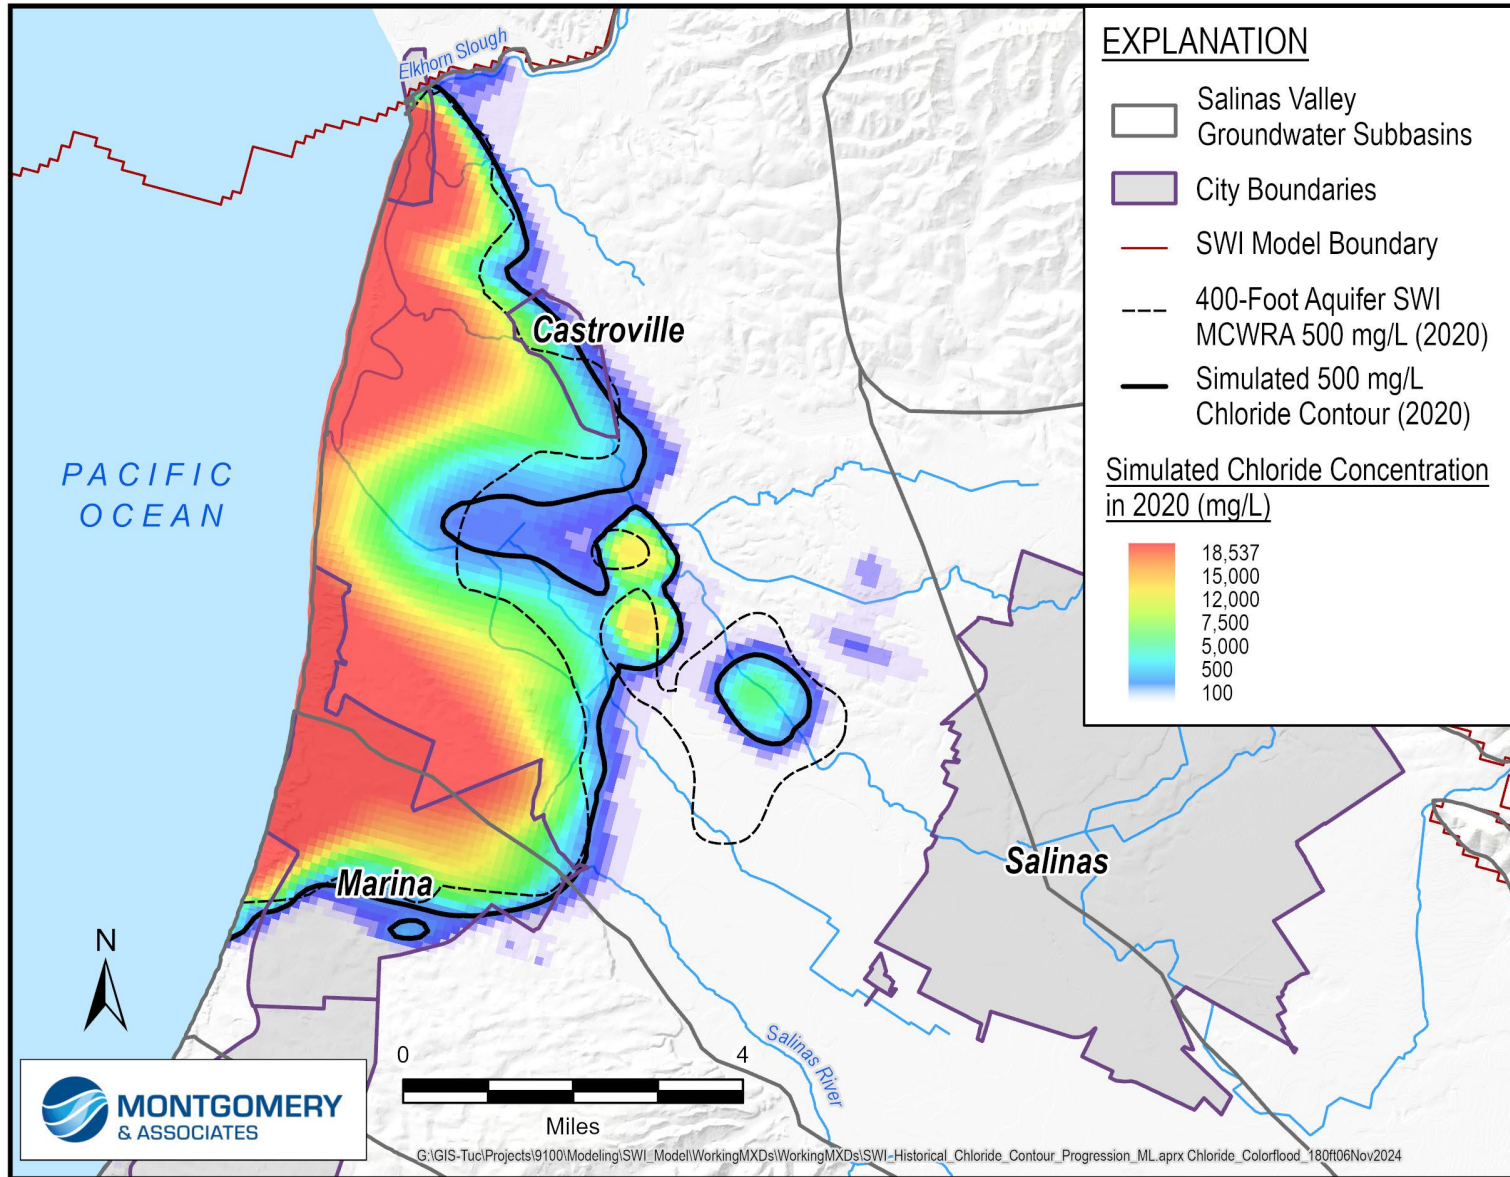 EXPLANATION
Salinas Valley
Groundwater Subbasins
City Boundaries
SWI Model Boundary
400-Foot Aquifer SWI
MCWRA 500 mg/L (2020)
Simulated 500 mg/L
Chloride Contour (2020)
Simulated Chloride Concentration
in 2020 (mg/L)
18,537
15,000
12,000
7,500
5,000
500
100
Elkhorn Slough
Castroville
PACIFIC
OCEAN
Salinas
Marina
N
Salinas River
0
4
Miles
MONTGOMERY
& ASSOCIATES
G:\GIS-Tuc\Projects\9100\Modeling\SWI_Model\WorkingMXDs\WorkingMXDs\SWI_Historical_Chloride_Contour_Progression_ML.aprx Chloride_Colorflood_180ft06Nov2024